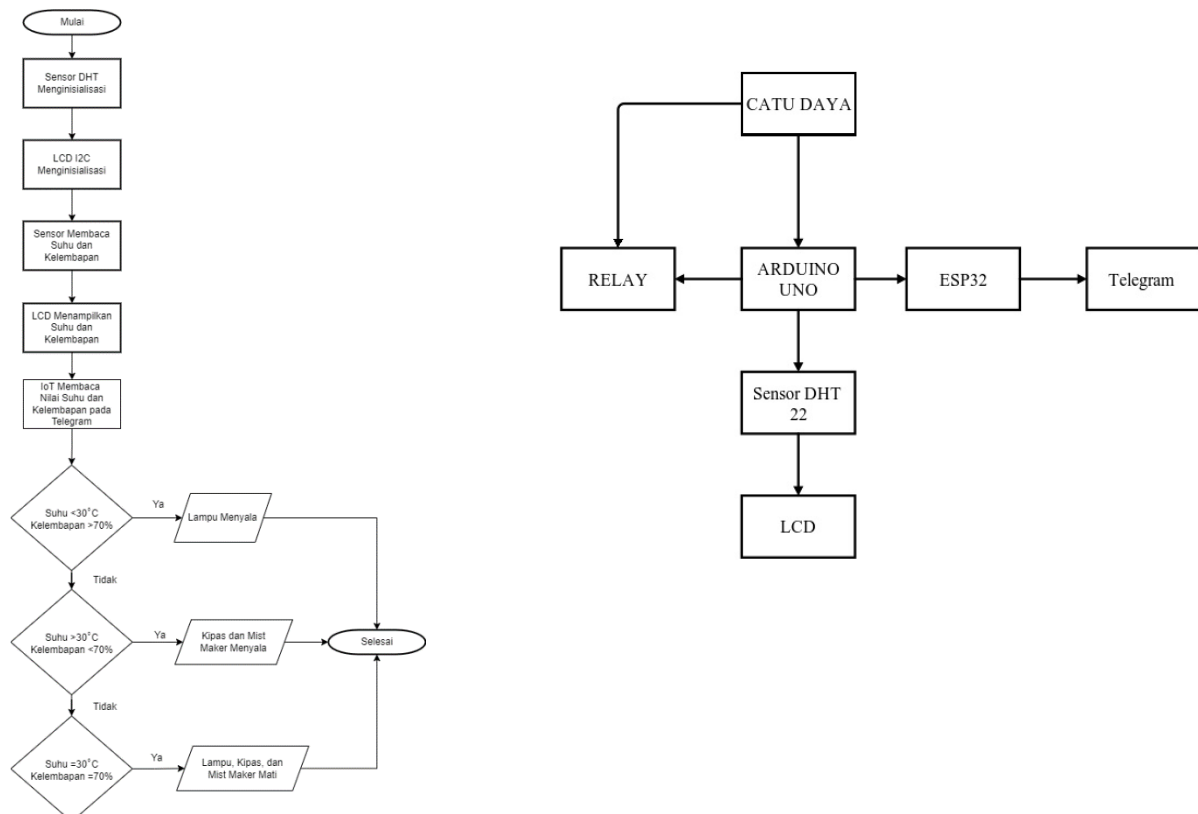 Mulai
Sensor DHT
Menginisialisasi
LCD I2C
Menginisialisasi
Sensor Membaca
Suhu dan
Kelembapan
LCD Menampilkan
Suhu dan
Kelembapan
IoT Membaca
Nilai Suhu dan
Kelembapan pada
Telegram
Suhu <30°C
Kelembapan >70%
Ya
Lampu Menyala
Tidak
Suhu >30°C
Kelembapan <70%
Ya
Kipas dan Mist
Maker Menyala
Selesai
Tidak
Suhu =30°C
Kelembapan =70%
Ya
Lampu, Kipas, dan
Mist Maker Mati
CATU DAYA
RELAY
ARDUINO
UNO
ESP32
Telegram
Sensor DHT
22
LCD